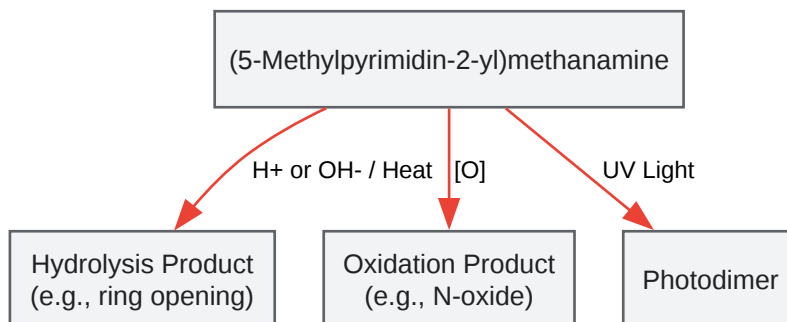 (5-Methylpyrimidin-2-yl)methanamine
H+ or OH- / Heat
[O]
UV Light
Hydrolysis Product
(e.g., ring opening)
Oxidation Product
(e.g., N-oxide)
Photodimer